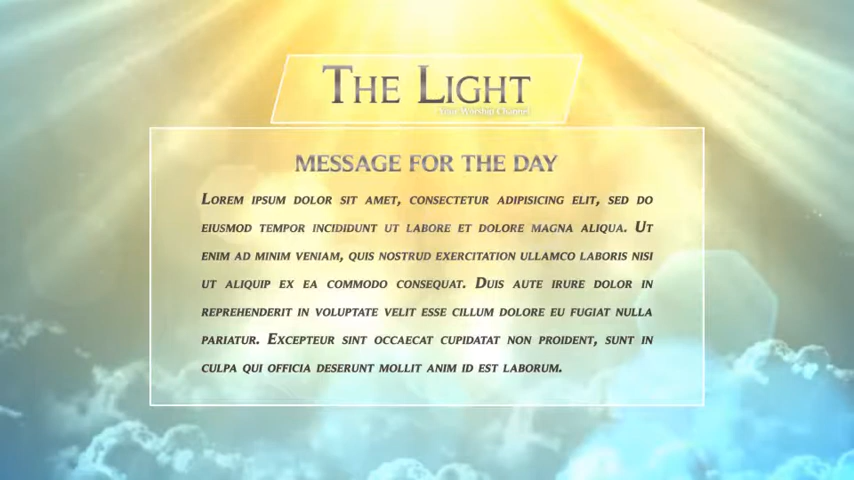 The Light
Your Worship Channel
MESSAGE FOR THE DAY
Lorem ipsum dolor sit amet, consectetur adipisicing elit, sed do
eiusmod tempor incididunt ut labore et dolore magna aliqua. Ut
enim ad minim veniam, quis nostrud exercitation ullamco laboris nisi
ut aliquip ex ea commodo consequat. Duis aute irure dolor in
reprehenderit in voluptate velit esse cillum dolore eu fugiat nulla
pariatur. Excepteur sint occaecat cupidatat non proident, sunt in
culpa qui officia deserunt mollit anim id est laborum.